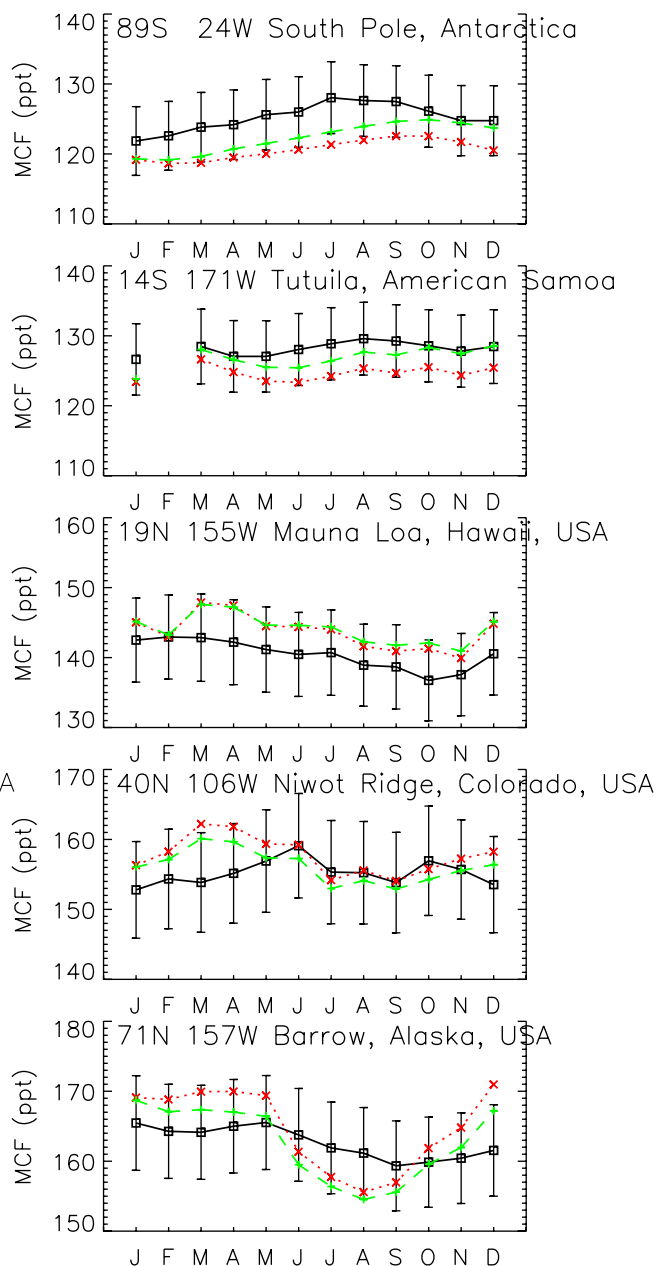 140
89S 24W South Pole, Antarctica
130
MCF (ppt)
120
110
J F M A M J J A S O N D
140
14S 171W Tutuila, American Samoa
130
MCF (ppt)
120
110
J F M A M J J A S O N D
160
19N 155W Mauna Loa, Hawaii, USA
150
MCF (ppt)
140
130
J F M A M J J A S O N D
170
A 40N 106W Niwot Ridge, Colorado, USA
160
MCF (ppt)
150
140
J F M A M J J A S O N D
180
71N 157W Barrow, Alaska, USA
170
MCF (ppt)
160
150
J F M A M J J A S O N D